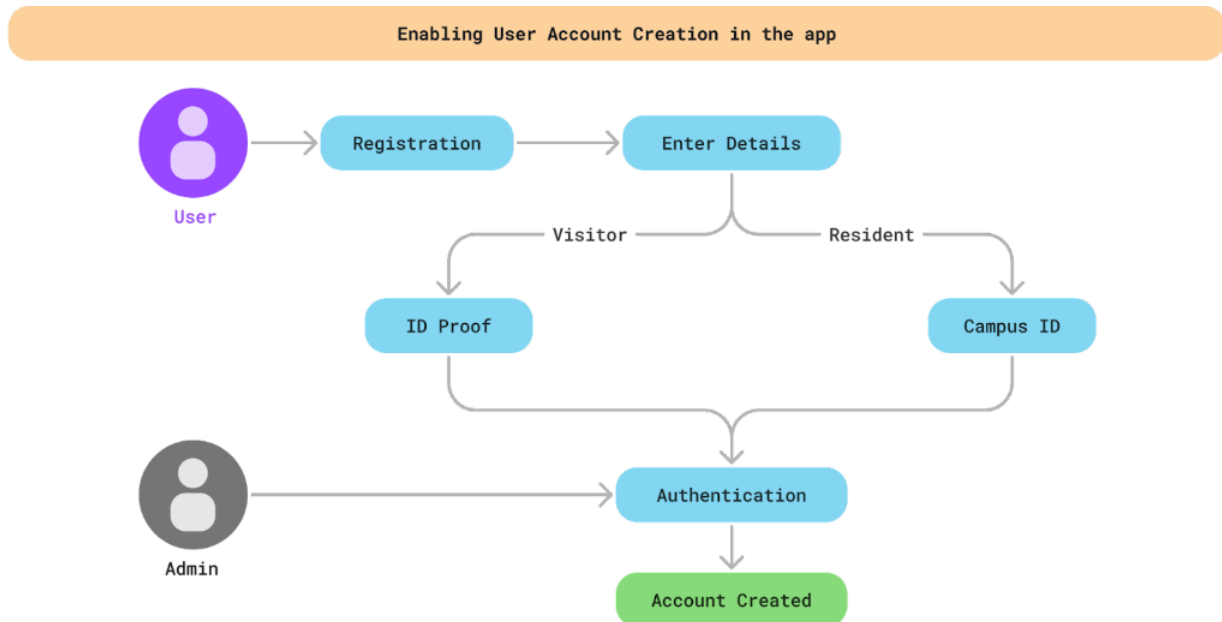 Enabling User Account Creation in the app
Registration
Enter Details
User
Visitor
Resident
ID Proof
Campus ID
Authentication
Admin
Account Created